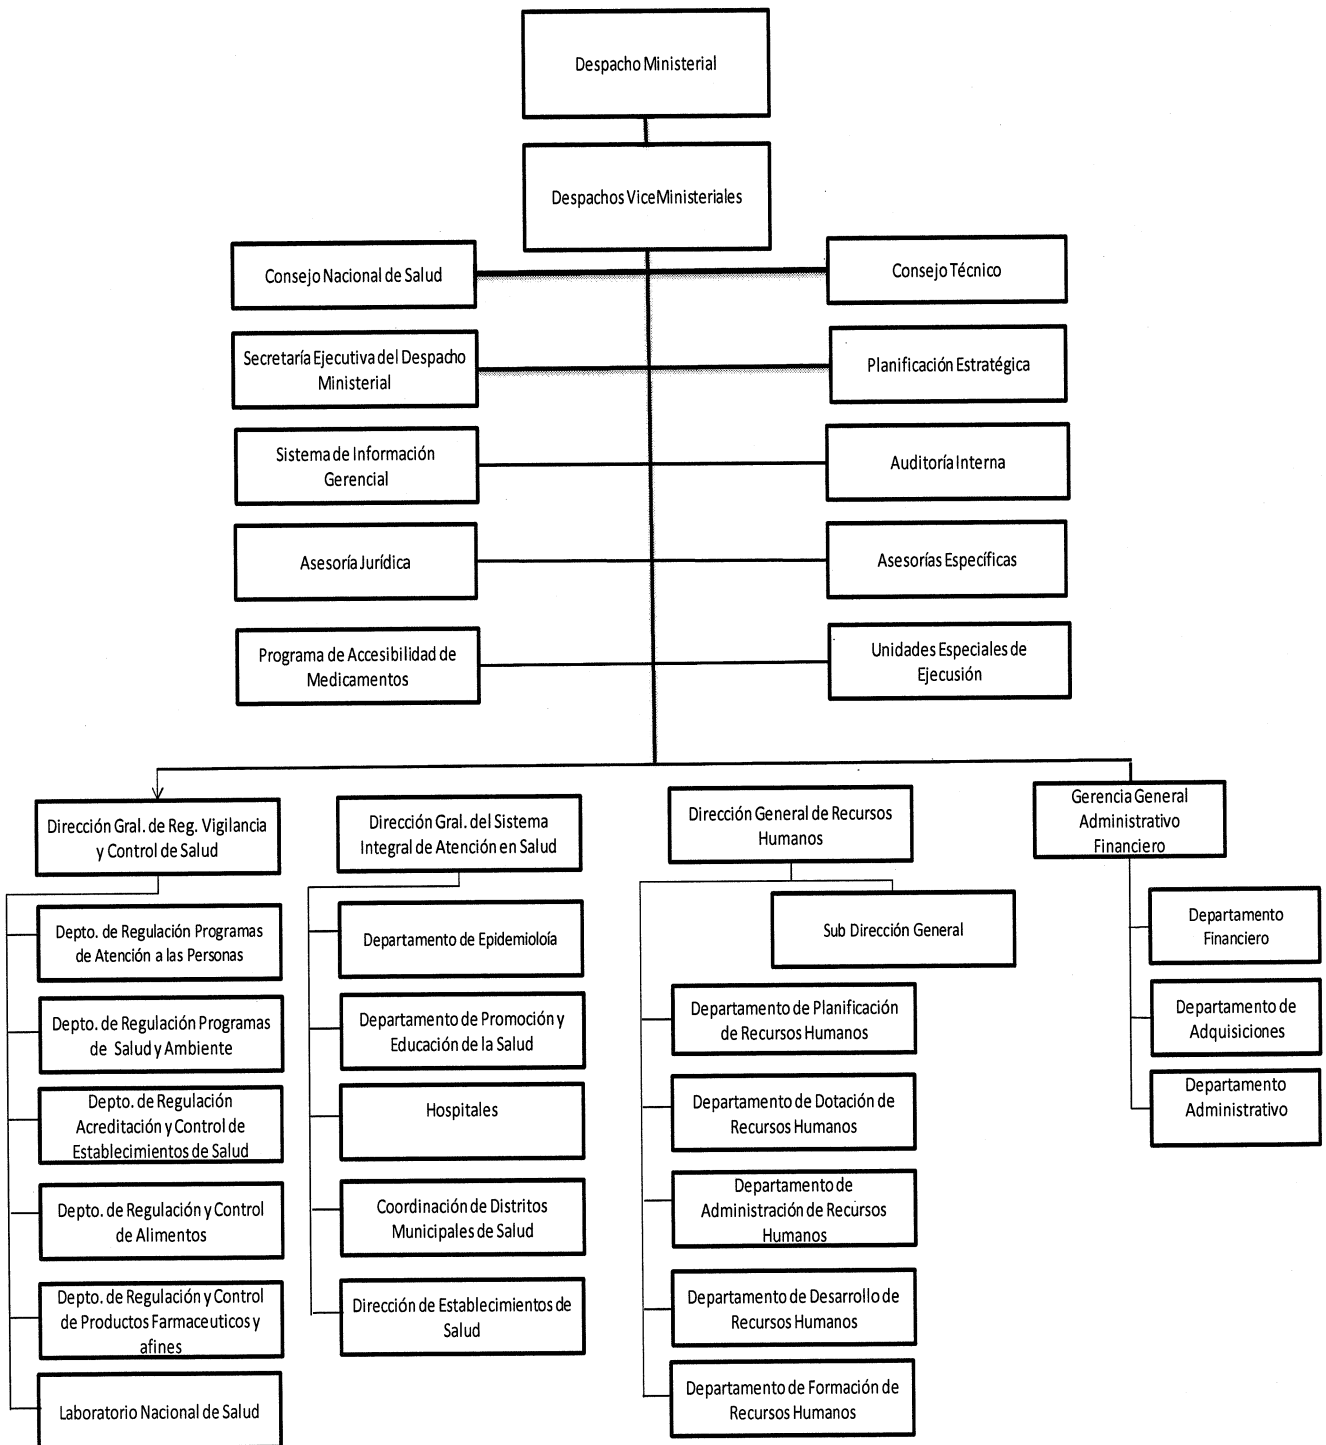 Despacho Ministerial
Despachos ViceMinisteriales
Consejo Nacional de Salud
Consejo Técnico
Secretaría Ejecutiva del Despacho
Ministerial
Planificación Estratégica
Sistema de Información
Gerencial
Auditoría Interna
Asesoría Jurídica
Asesorías Específicas
Programa de Accesibilidad de
Medicamentos
Unidades Especiales de
Ejecusión
Dirección Gral. de Reg. Vigilancia
y Control de Salud
Depto. de Regulación Programas
de Atención a las Personas
Depto. de Regulación Programas
de Salud y Ambiente
Depto. de Regulación
Acreditación y Control de
Establecimientos de Salud
Depto. de Regulación y Control
de Alimentos
Depto. de Regulación y Control
de Productos Farmaceuticos y
afines
Laboratorio Nacional de Salud
Dirección Gral. del Sistema
Integral de Atención en Salud
Departamento de Epidemioloía
Departamento de Promoción y
Educación de la Salud
Hospitales
Coordinación de Distritos
Municipales de Salud
Dirección de Establecimientos de
Salud
Dirección General de Recursos
Humanos
Sub Dirección General
Departamento de Planificación
de Recursos Humanos
Departamento de Dotación de
Recursos Humanos
Departamento de
Administración de Recursos
Humanos
Departamento de Desarrollo de
Recursos Humanos
Departamento de Formación de
Recursos Humanos
Gerencia General
Administrativo
Financiero
Departamento
Financiero
Departamento de
Adquisiciones
Departamento
Administrativo